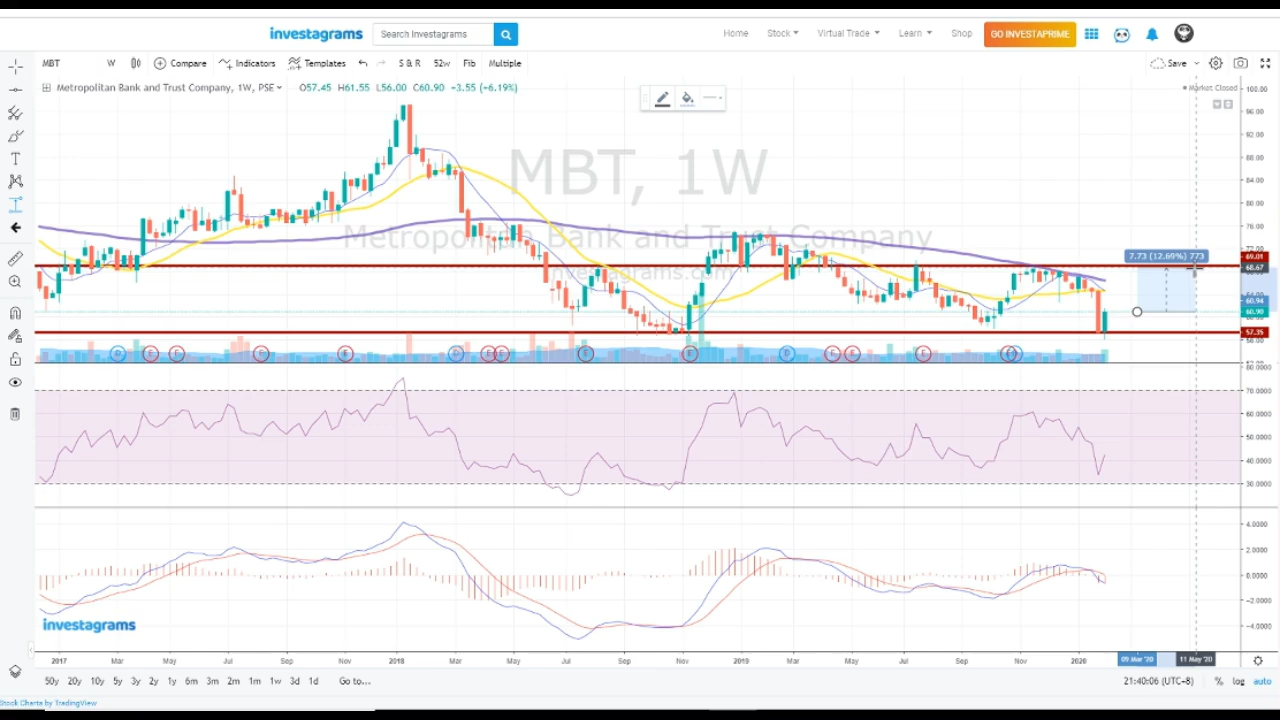 investagrams Search Investagrams Home Stock Virtual Trade Learn Shop GO INVESTAPRIME
MBT W Compare Indicators Templates S & R 52w Fib Multiple Save
Metropolitan Bank and Trust Company, 1W, PSE O57.45 H61.55 L56.00 C60.90 +3.55 (+6.19%) Market Closed
100.00
96.00
92.00
88.00
84.00
80.00
76.00
72.00
MBT, 1W
Metropolitan Bank and Trust Company
investagrams.com
7.73 (12.69%) 773
69.01
68.67
64.00
60.94
60.90
57.35
56.00
D E E E E D E E E E D E E E E D
80.0000
70.0000
60.0000
50.0000
40.0000
30.0000
4.0000
2.0000
0.0000
−2.0000
−4.0000
investagrams
2017 Mar May Jul Sep Nov 2018 Mar May Jul Sep Nov 2019 Mar May Jul Sep Nov 2020 09 Mar '20 11 May '20
50y 20y 10y 5y 3y 2y 1y 6m 3m 2m 1m 1w 3d 1d Go to... 21:40:06 (UTC-8) % log auto
Stock Charts by TradingView